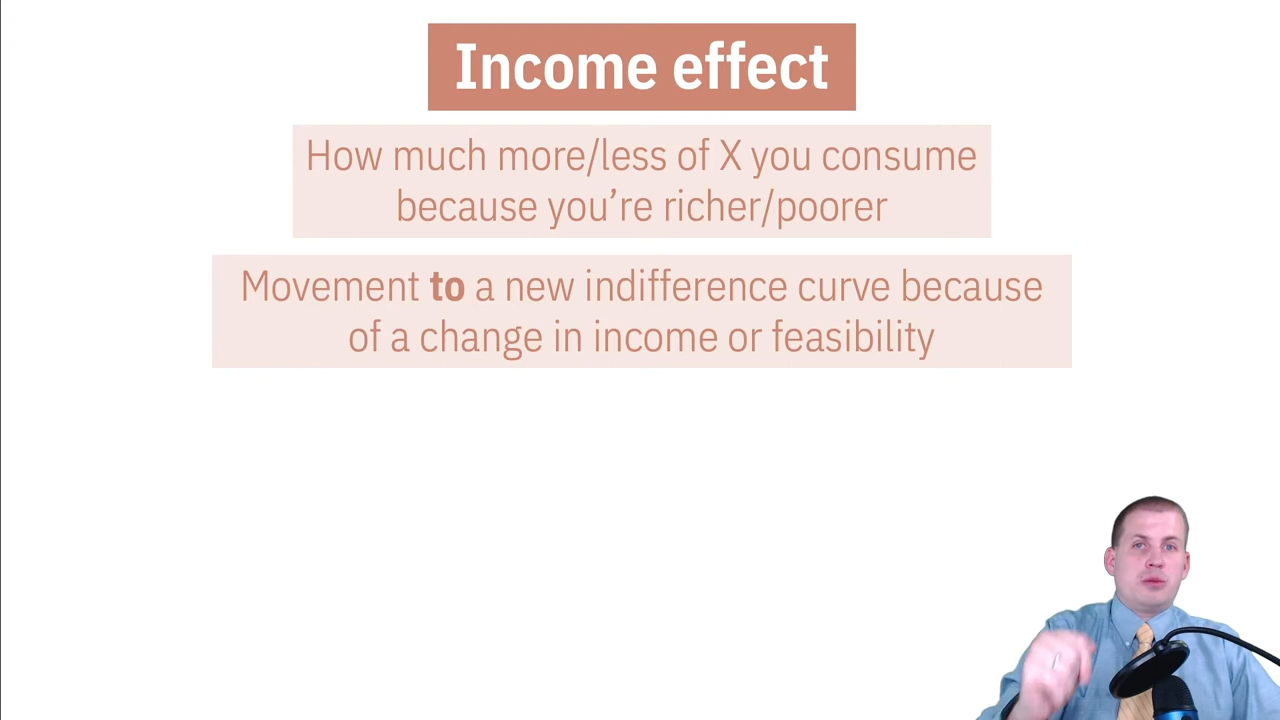 Income effect
How much more/less of X you consume
because you’re richer/poorer
Movement to a new indifference curve because
of a change in income or feasibility